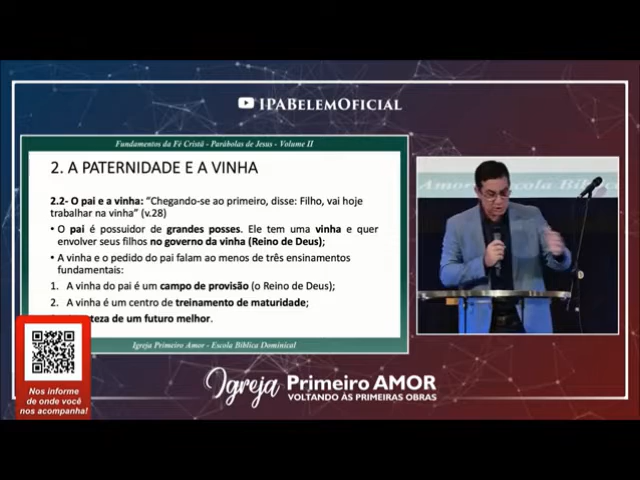 IPABelemOficial
Fundamentos da Fé Cristã - Parábolas de Jesus - Volume II
2. A PATERNIDADE E A VINHA
2.2- O pai e a vinha: "Chegando-se ao primeiro, disse: Filho, vai hoje
trabalhar na vinha" (v.28)
• O pai é possuidor de grandes posses. Ele tem uma vinha e quer
envolver seus filhos no governo da vinha (Reino de Deus);
• A vinha e o pedido do pai falam ao menos de três ensinamentos
fundamentais:
1. A vinha do pai é um campo de provisão (o Reino de Deus);
2. A vinha é um centro de treinamento de maturidade;
de um futuro melhor.
Igreja Primeiro Amor - Escola Bíblica Dominical
Amor - Escola Bíblica
Nos informe
de onde você
nos acompanha!
Igreja Primeiro AMOR
VOLTANDO ÀS PRIMEIRAS OBRAS